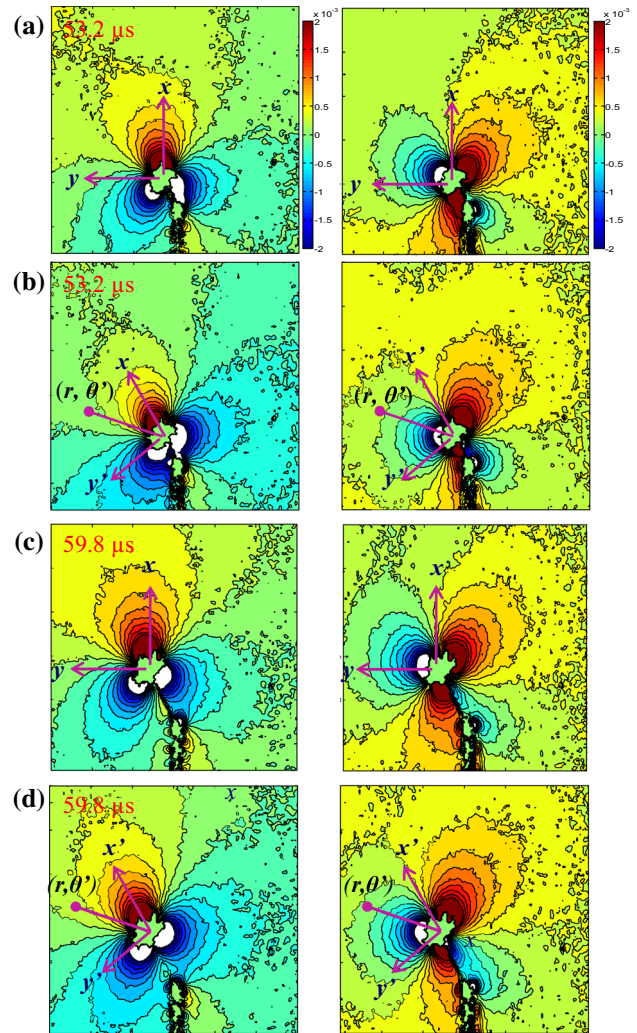 (a) 53.2 µs
x
y
x
y
× 10⁻³
2
1.5
1
0.5
0
-0.5
-1
-1.5
-2
× 10⁻³
2
1.5
1
0.5
0
-0.5
-1
-1.5
-2
(b) 53.2 µs
x
(r, θ’)
y’
x’
(r, θ’)
y’
(c) 59.8 µs
x
y
x
y
(d) 59.8 µs
x
x’
(r,θ’)
y’
x’
(r,θ’)
x
y’